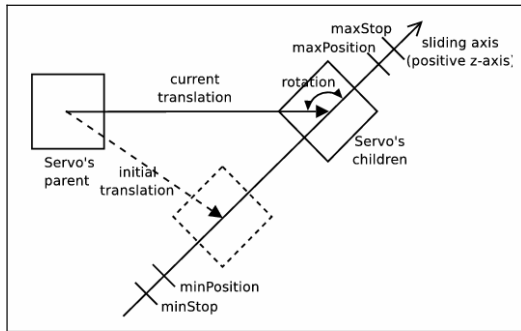 maxStop
maxPosition
sliding axis
(positive z-axis)
current
translation
rotation
Servo's
parent
Servo's
children
initial
translation
minPosition
minStop